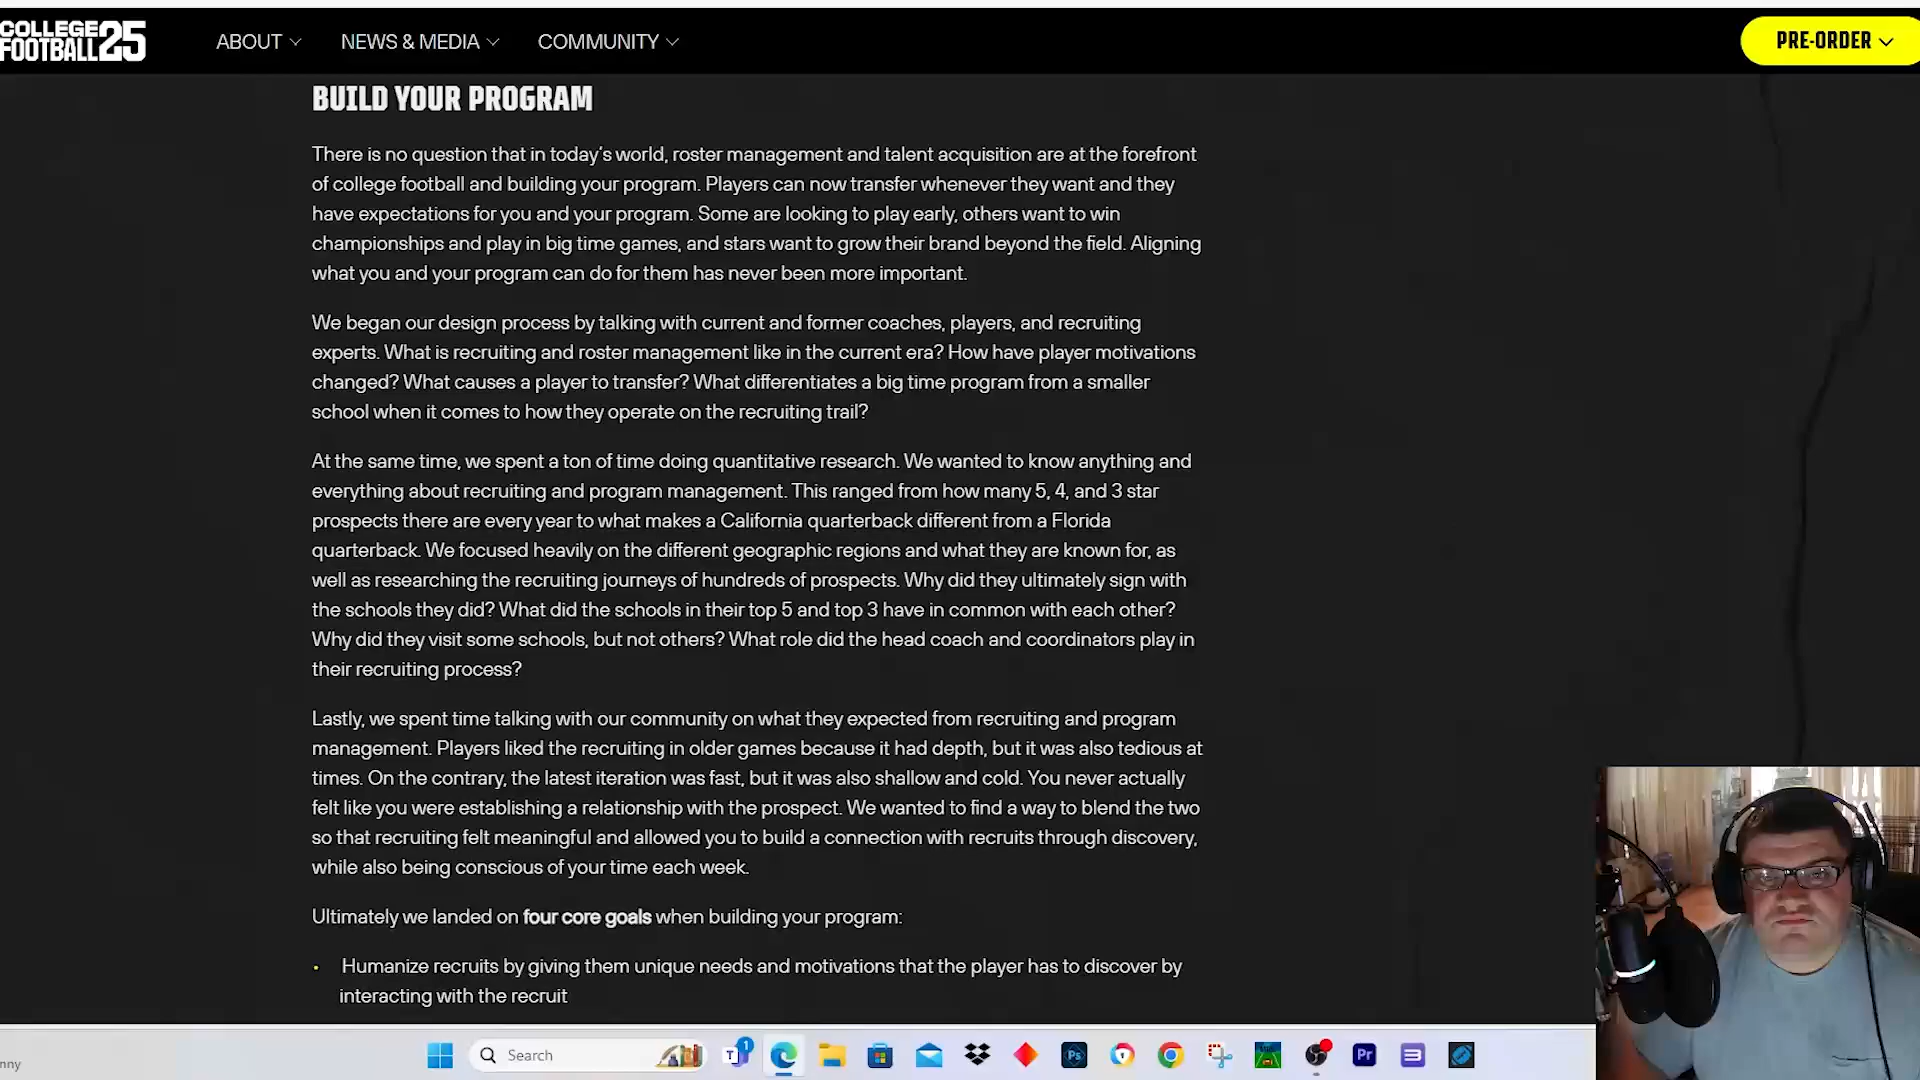 COLLEGE
FOOTBALL 25
ABOUT
NEWS & MEDIA
COMMUNITY
PRE-ORDER
BUILD YOUR PROGRAM
There is no question that in today's world, roster management and talent acquisition are at the forefront
of college football and building your program. Players can now transfer whenever they want and they
have expectations for you and your program. Some are looking to play early, others want to win
championships and play in big time games, and stars want to grow their brand beyond the field. Aligning
what you and your program can do for them has never been more important.
We began our design process by talking with current and former coaches, players, and recruiting
experts. What is recruiting and roster management like in the current era? How have player motivations
changed? What causes a player to transfer? What differentiates a big time program from a smaller
school when it comes to how they operate on the recruiting trail?
At the same time, we spent a ton of time doing quantitative research. We wanted to know anything and
everything about recruiting and program management. This ranged from how many 5, 4, and 3 star
prospects there are every year to what makes a California quarterback different from a Florida
quarterback. We focused heavily on the different geographic regions and what they are known for, as
well as researching the recruiting journeys of hundreds of prospects. Why did they ultimately sign with
the schools they did? What did the schools in their top 5 and top 3 have in common with each other?
Why did they visit some schools, but not others? What role did the head coach and coordinators play in
their recruiting process?
Lastly, we spent time talking with our community on what they expected from recruiting and program
management. Players liked the recruiting in older games because it had depth, but it was also tedious at
times. On the contrary, the latest iteration was fast, but it was also shallow and cold. You never actually
felt like you were establishing a relationship with the prospect. We wanted to find a way to blend the two
so that recruiting felt meaningful and allowed you to build a connection with recruits through discovery,
while also being conscious of your time each week.
Ultimately we landed on four core goals when building your program:
• Humanize recruits by giving them unique needs and motivations that the player has to discover by
interacting with the recruit
nny
Search
T
1
Ps
Pr